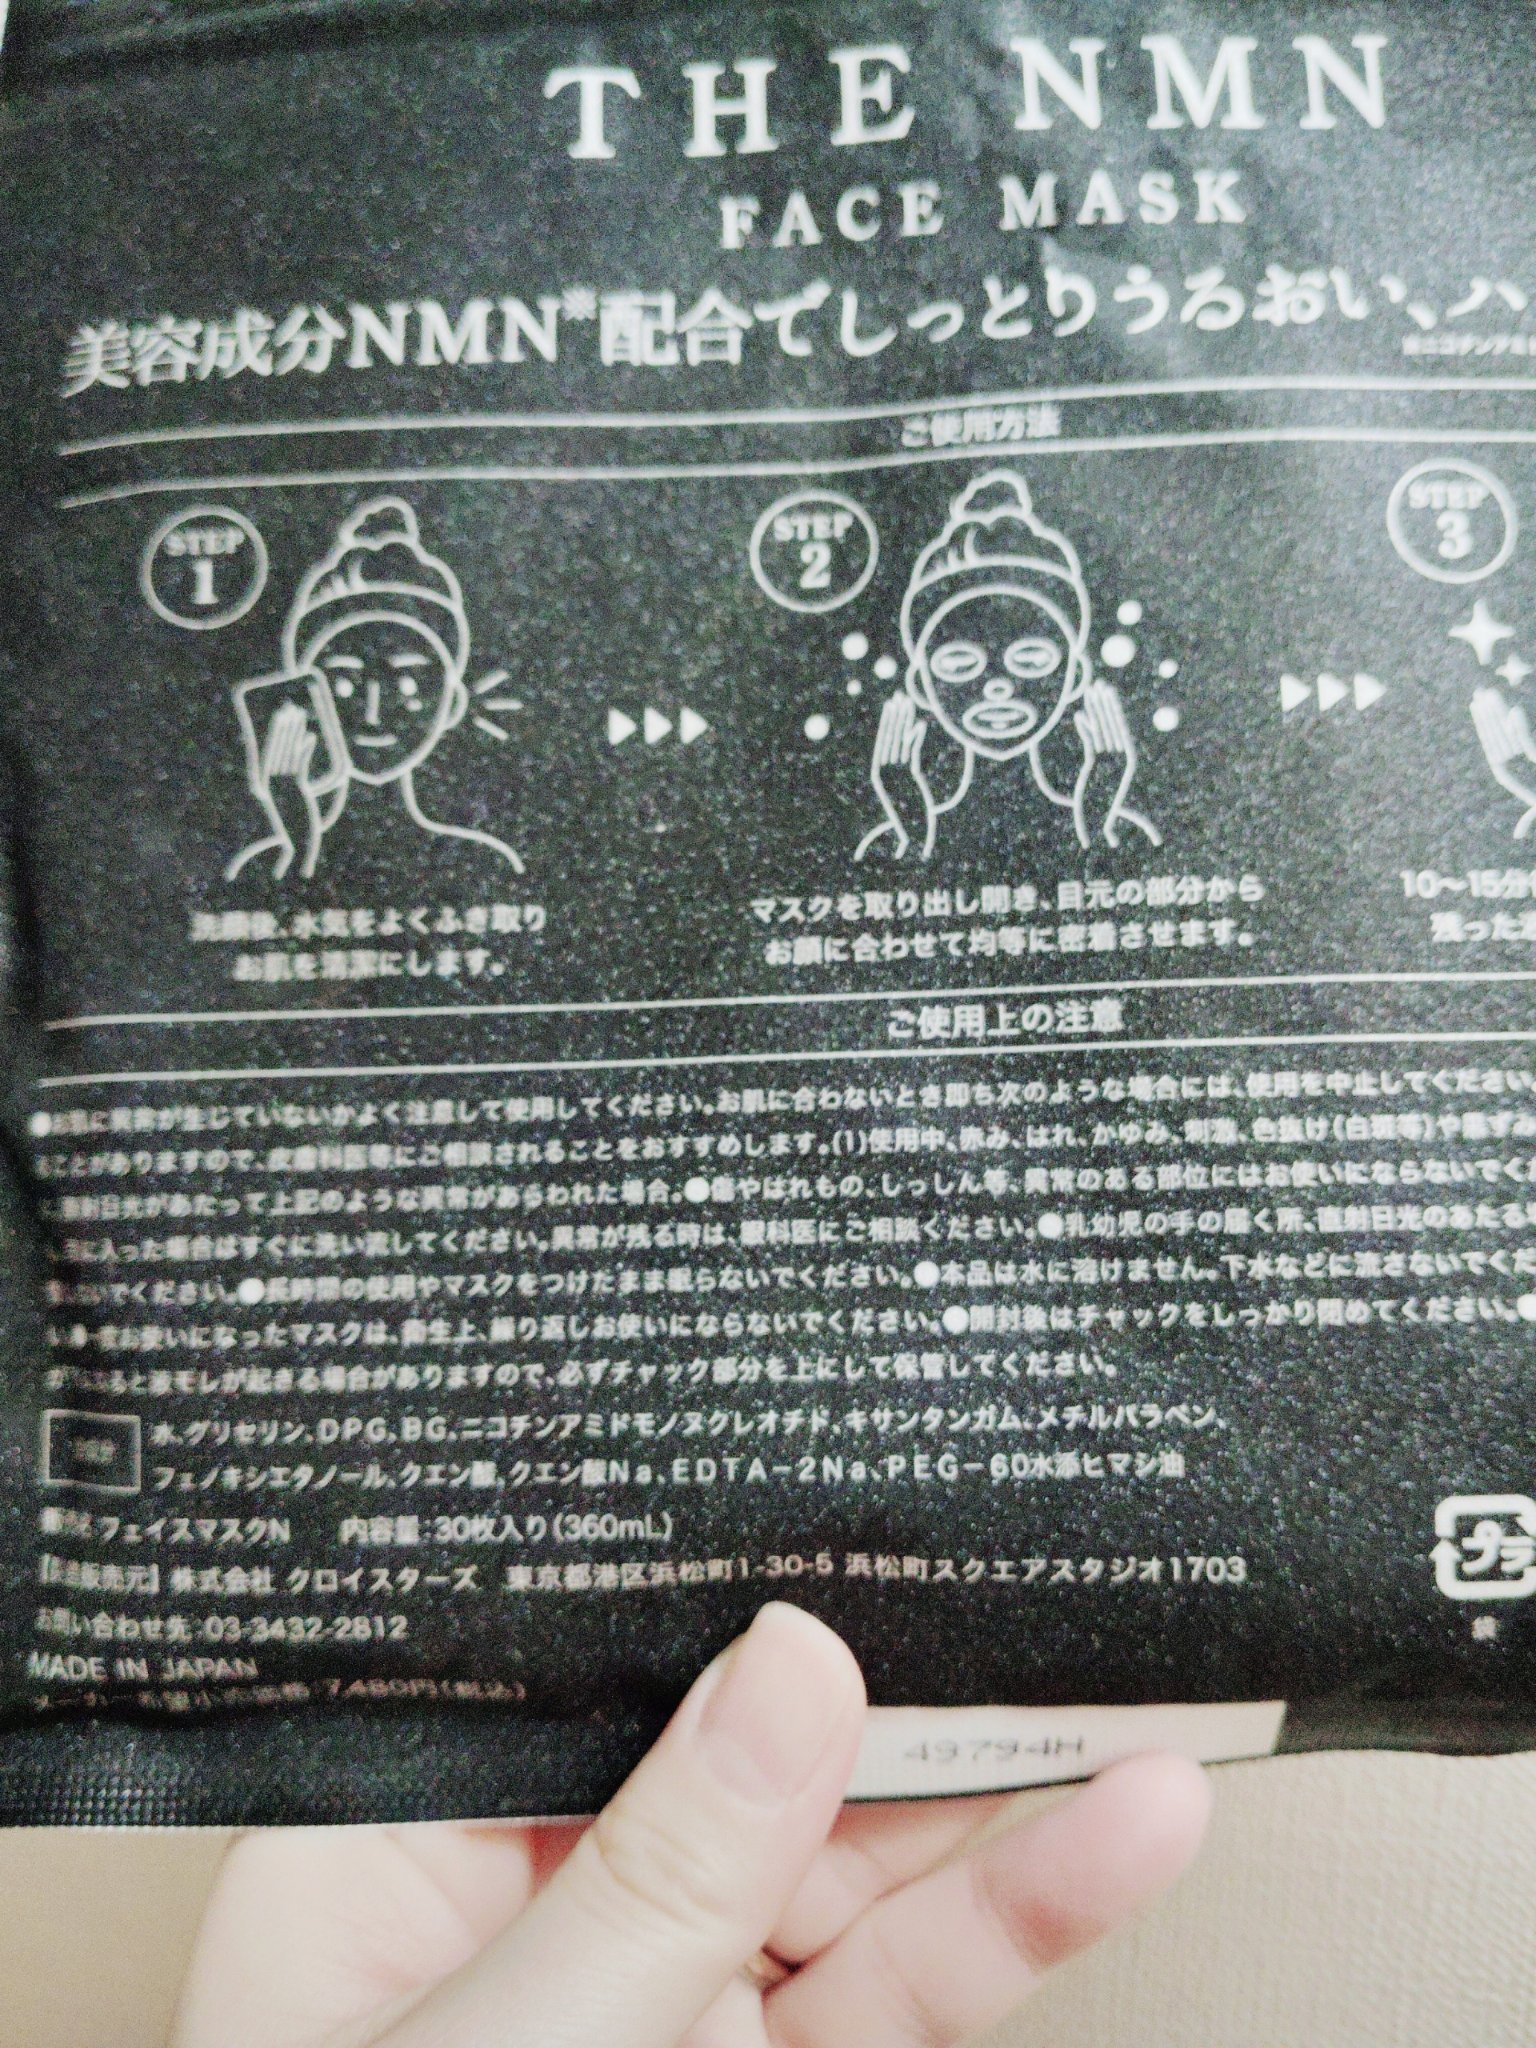 THE NMN
FACE MASK
美容成分NMN※配合でしっとりうるおい、ハ
ご使用方法
STEP 1
STEP 2
STEP 3
洗顔後、水気をよくふき取り
お肌を清潔にします。
マスクを取り出し開き、目元の部分から
お顔に合わせて均等に密着させます。
10〜15分
残った
ご使用上の注意
●お肌に異常が生じていないかよく注意して使用してください。お肌に合わないとき即ち次のような場合には、使用を中止してください
ことがありますので、皮膚科医等にご相談されることをおすすめします。(1)使用中、赤み、はれ、かゆみ、刺激、色抜け(白斑等)や黒ずみ
直射日光があたって上記のような異常があらわれた場合。●傷やはれもの、しっしん等、異常のある部位にはお使いにならないでく
に入った場合はすぐに洗い流してください。異常が残る時は、眼科医にご相談ください。●乳幼児の手の届く所、直射日光のあたる
でください。●長時間の使用やマスクをつけたまま眠らないでください。●本品は水に溶けません。下水などに流さないでくだ
お使いになったマスクは、衛生上、繰り返しお使いにならないでください。●開封後はチャックをしっかり閉めてください。●
ると液モレが起きる場合がありますので、必ずチャック部分を上にして保管してください。
水、グリセリン、DPG、BG、ニコチンアミドモノヌクレオチド、キサンタンガム、メチルパラベン、
フェノキシエタノール、クエン酸、クエン酸Na、EDTA−2Na、PEG−60水添ヒマシ油
フェイスマスクN 内容量:30枚入り(360mL)
【製造販売元】株式会社 クロイスターズ 東京都港区浜松町1-30-5 浜松町スクエアスタジオ1703
お問い合わせ先:03-3432-2812
MADE IN JAPAN
メーカー希望小売価格:7,480円(税込)
プラ
袋
49794H